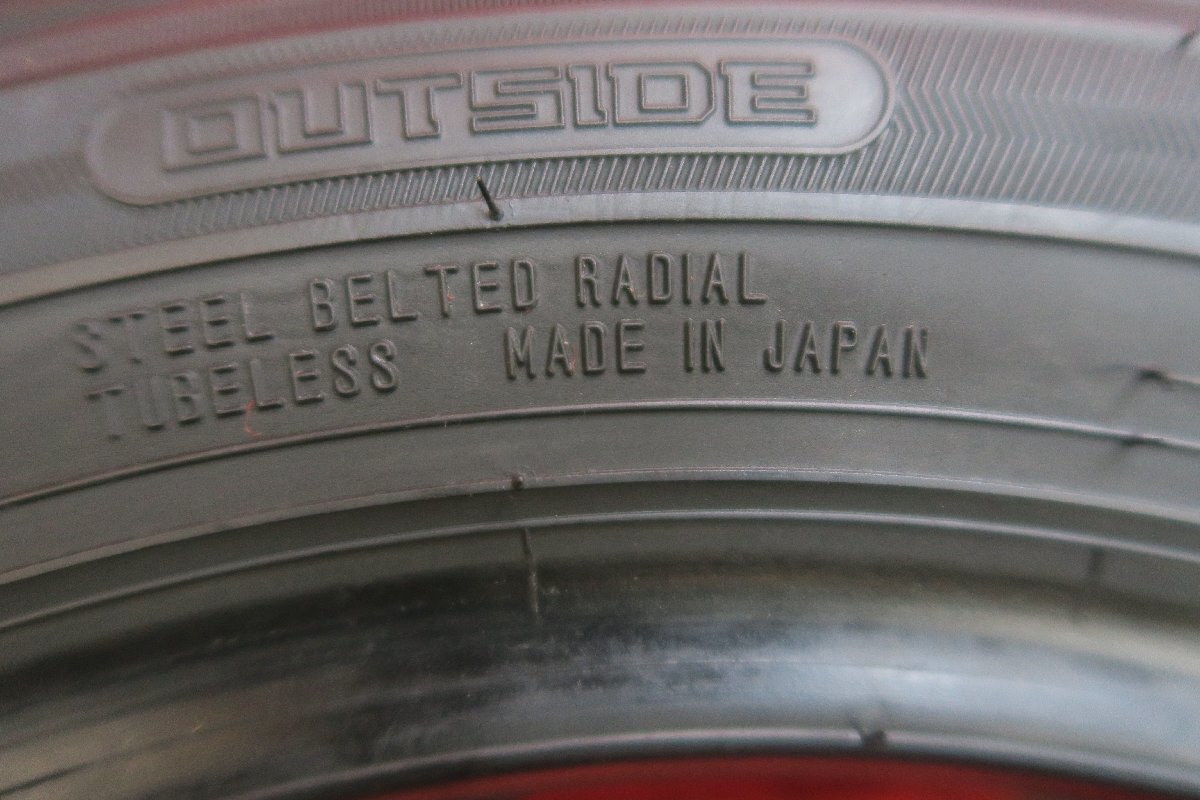 OUTSIDE
STEEL BELTED RADIAL
TUBELESS MADE IN JAPAN